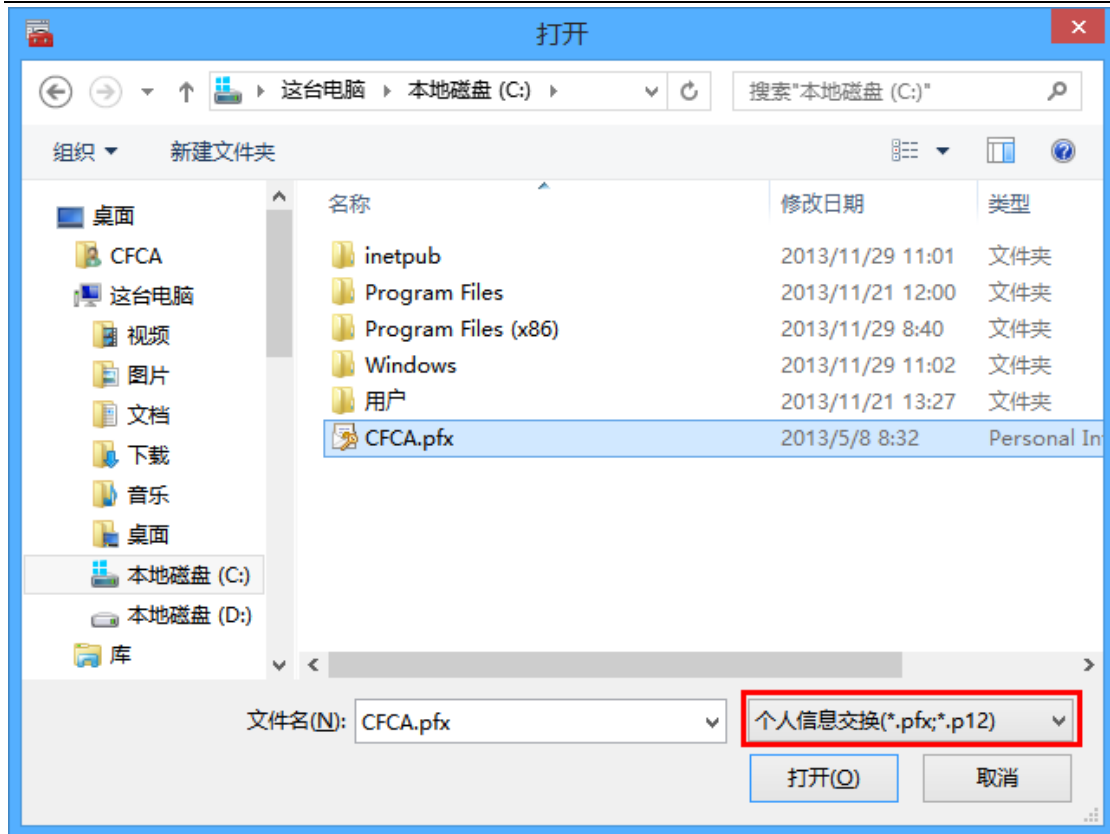 打开
这台电脑 本地磁盘 (C:)
搜索"本地磁盘 (C:)"
组织 新建文件夹
名称 修改日期 类型
桌面
CFCA
这台电脑
视频
图片
文档
下载
音乐
桌面
本地磁盘 (C:)
本地磁盘 (D:)
库
inetpub 2013/11/29 11:01 文件夹
Program Files 2013/11/21 12:00 文件夹
Program Files (x86) 2013/11/29 8:40 文件夹
Windows 2013/11/29 11:02 文件夹
用户 2013/11/21 13:27 文件夹
CFCA.pfx 2013/5/8 8:32 Personal In
文件名(N): CFCA.pfx 个人信息交换(*.pfx;*.p12)
打开(O) 取消